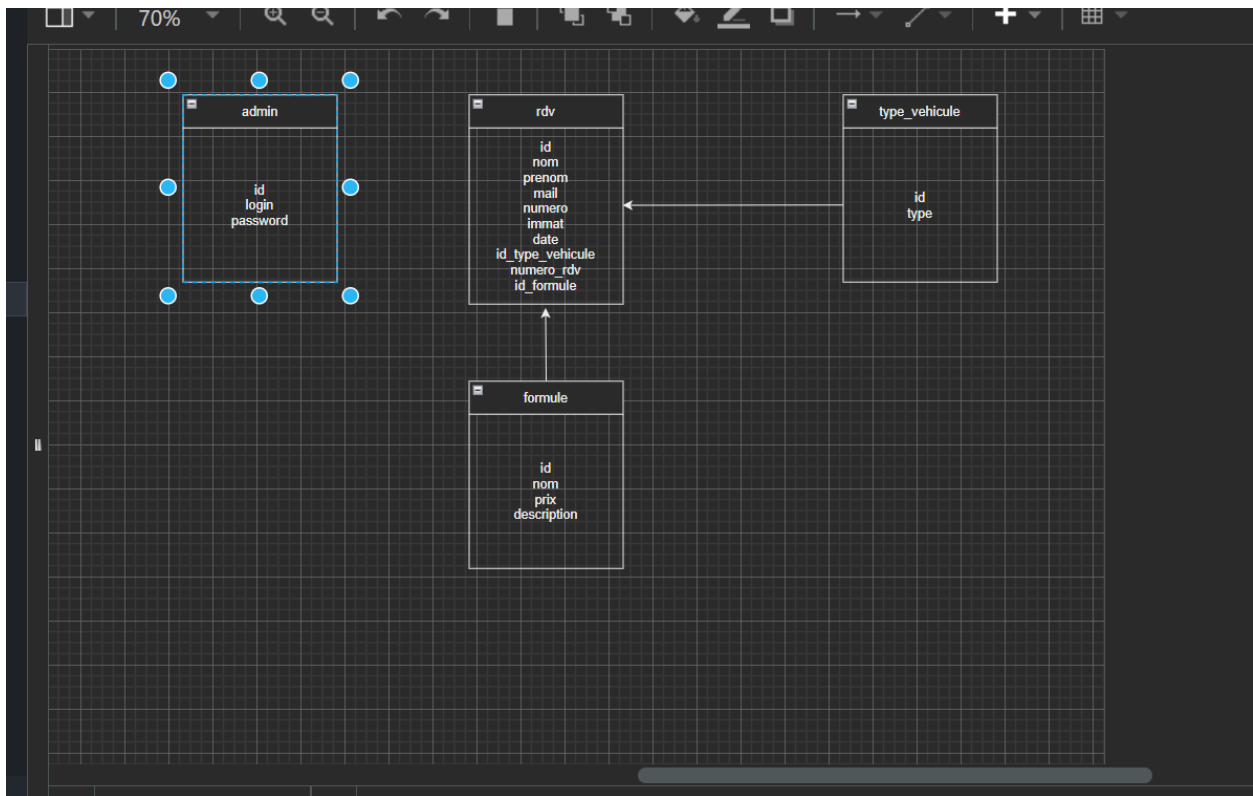 70%
admin
id
login
password
rdv
id
nom
prenom
mail
numero
immat
date
id_type_vehicule
numero_rdv
id_formule
type_vehicule
id
type
formule
id
nom
prix
description